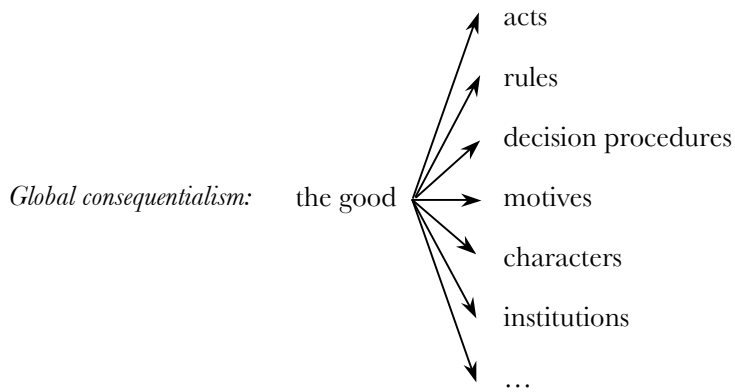 acts
rules
decision procedures
Global consequentialism: the good motives
characters
institutions
…